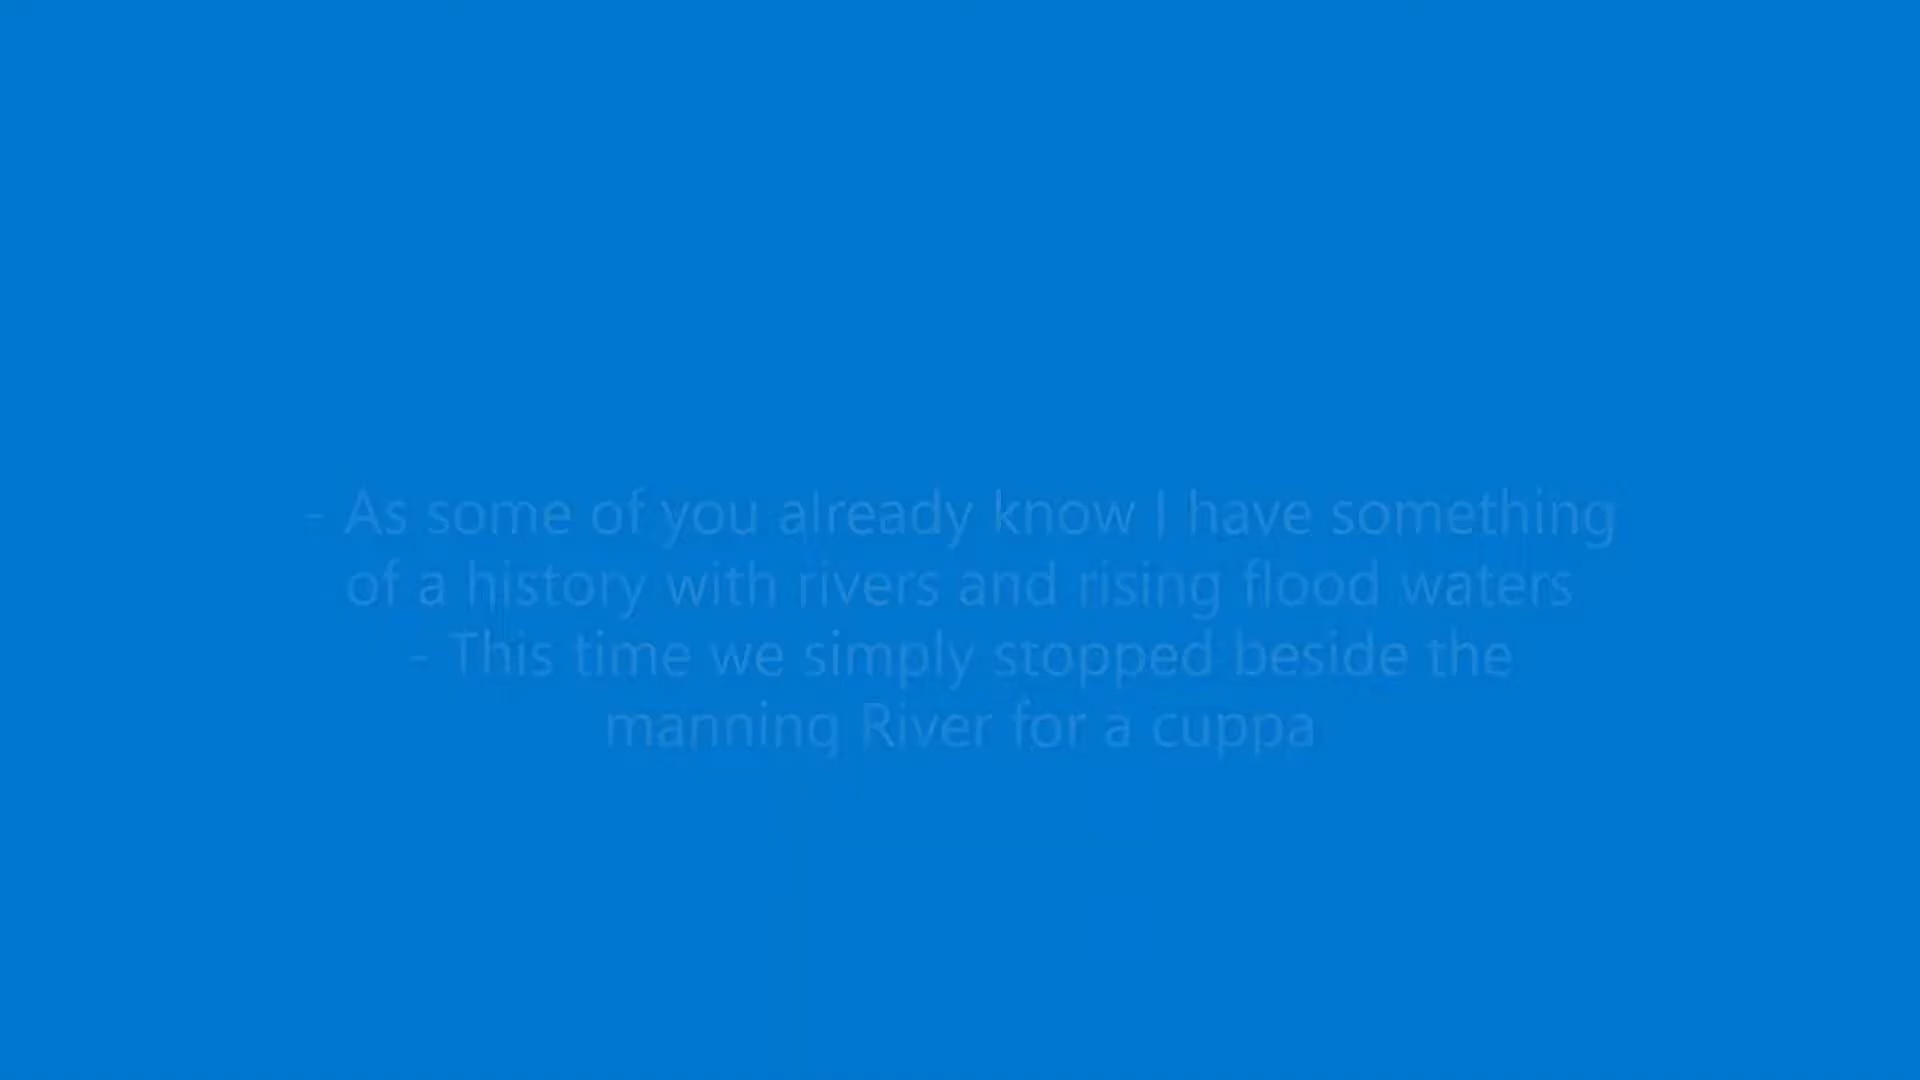 - As some of you already know I have something
of a history with rivers and rising flood waters
- This time we simply stopped beside the
manning River for a cuppa